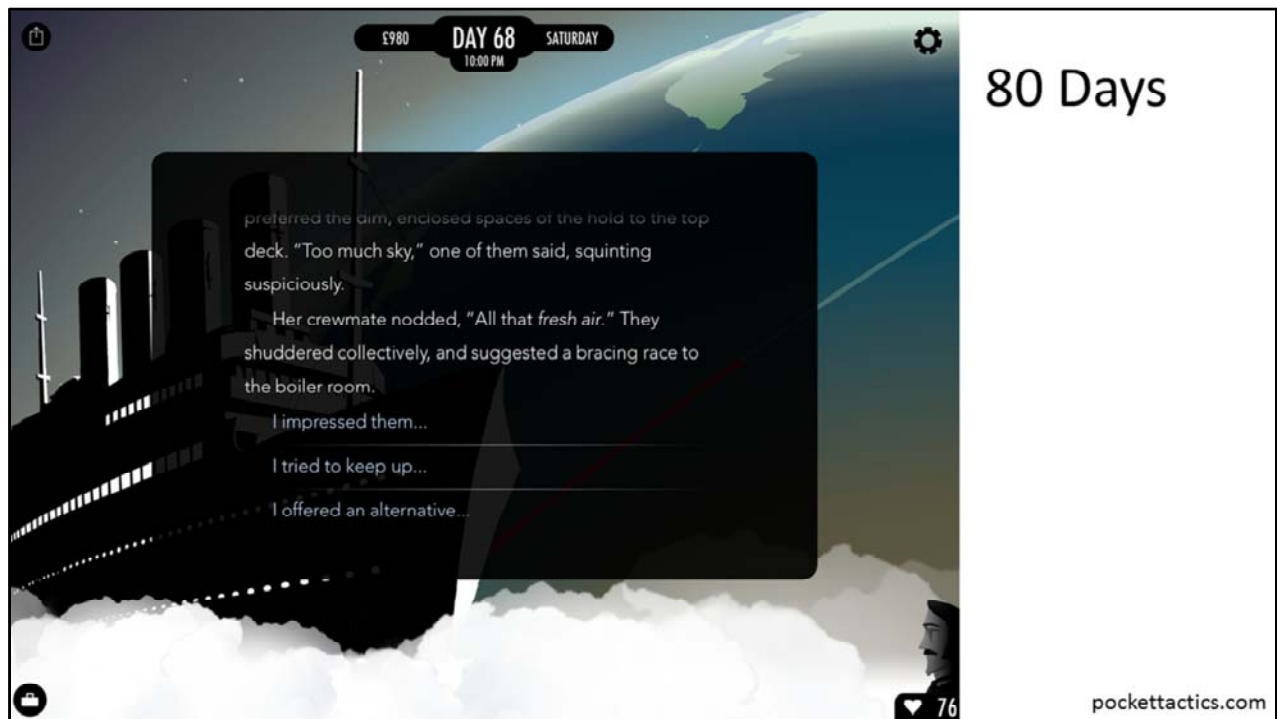 £980 DAY 68 SATURDAY
10:00 PM
80 Days
preferred the dim, enclosed spaces of the hold to the top
deck. “Too much sky,” one of them said, squinting
suspiciously.
Her crewmate nodded, “All that fresh air.” They
shuddered collectively, and suggested a bracing race to
the boiler room.
I impressed them...
I tried to keep up...
I offered an alternative...
76
pockettactics.com